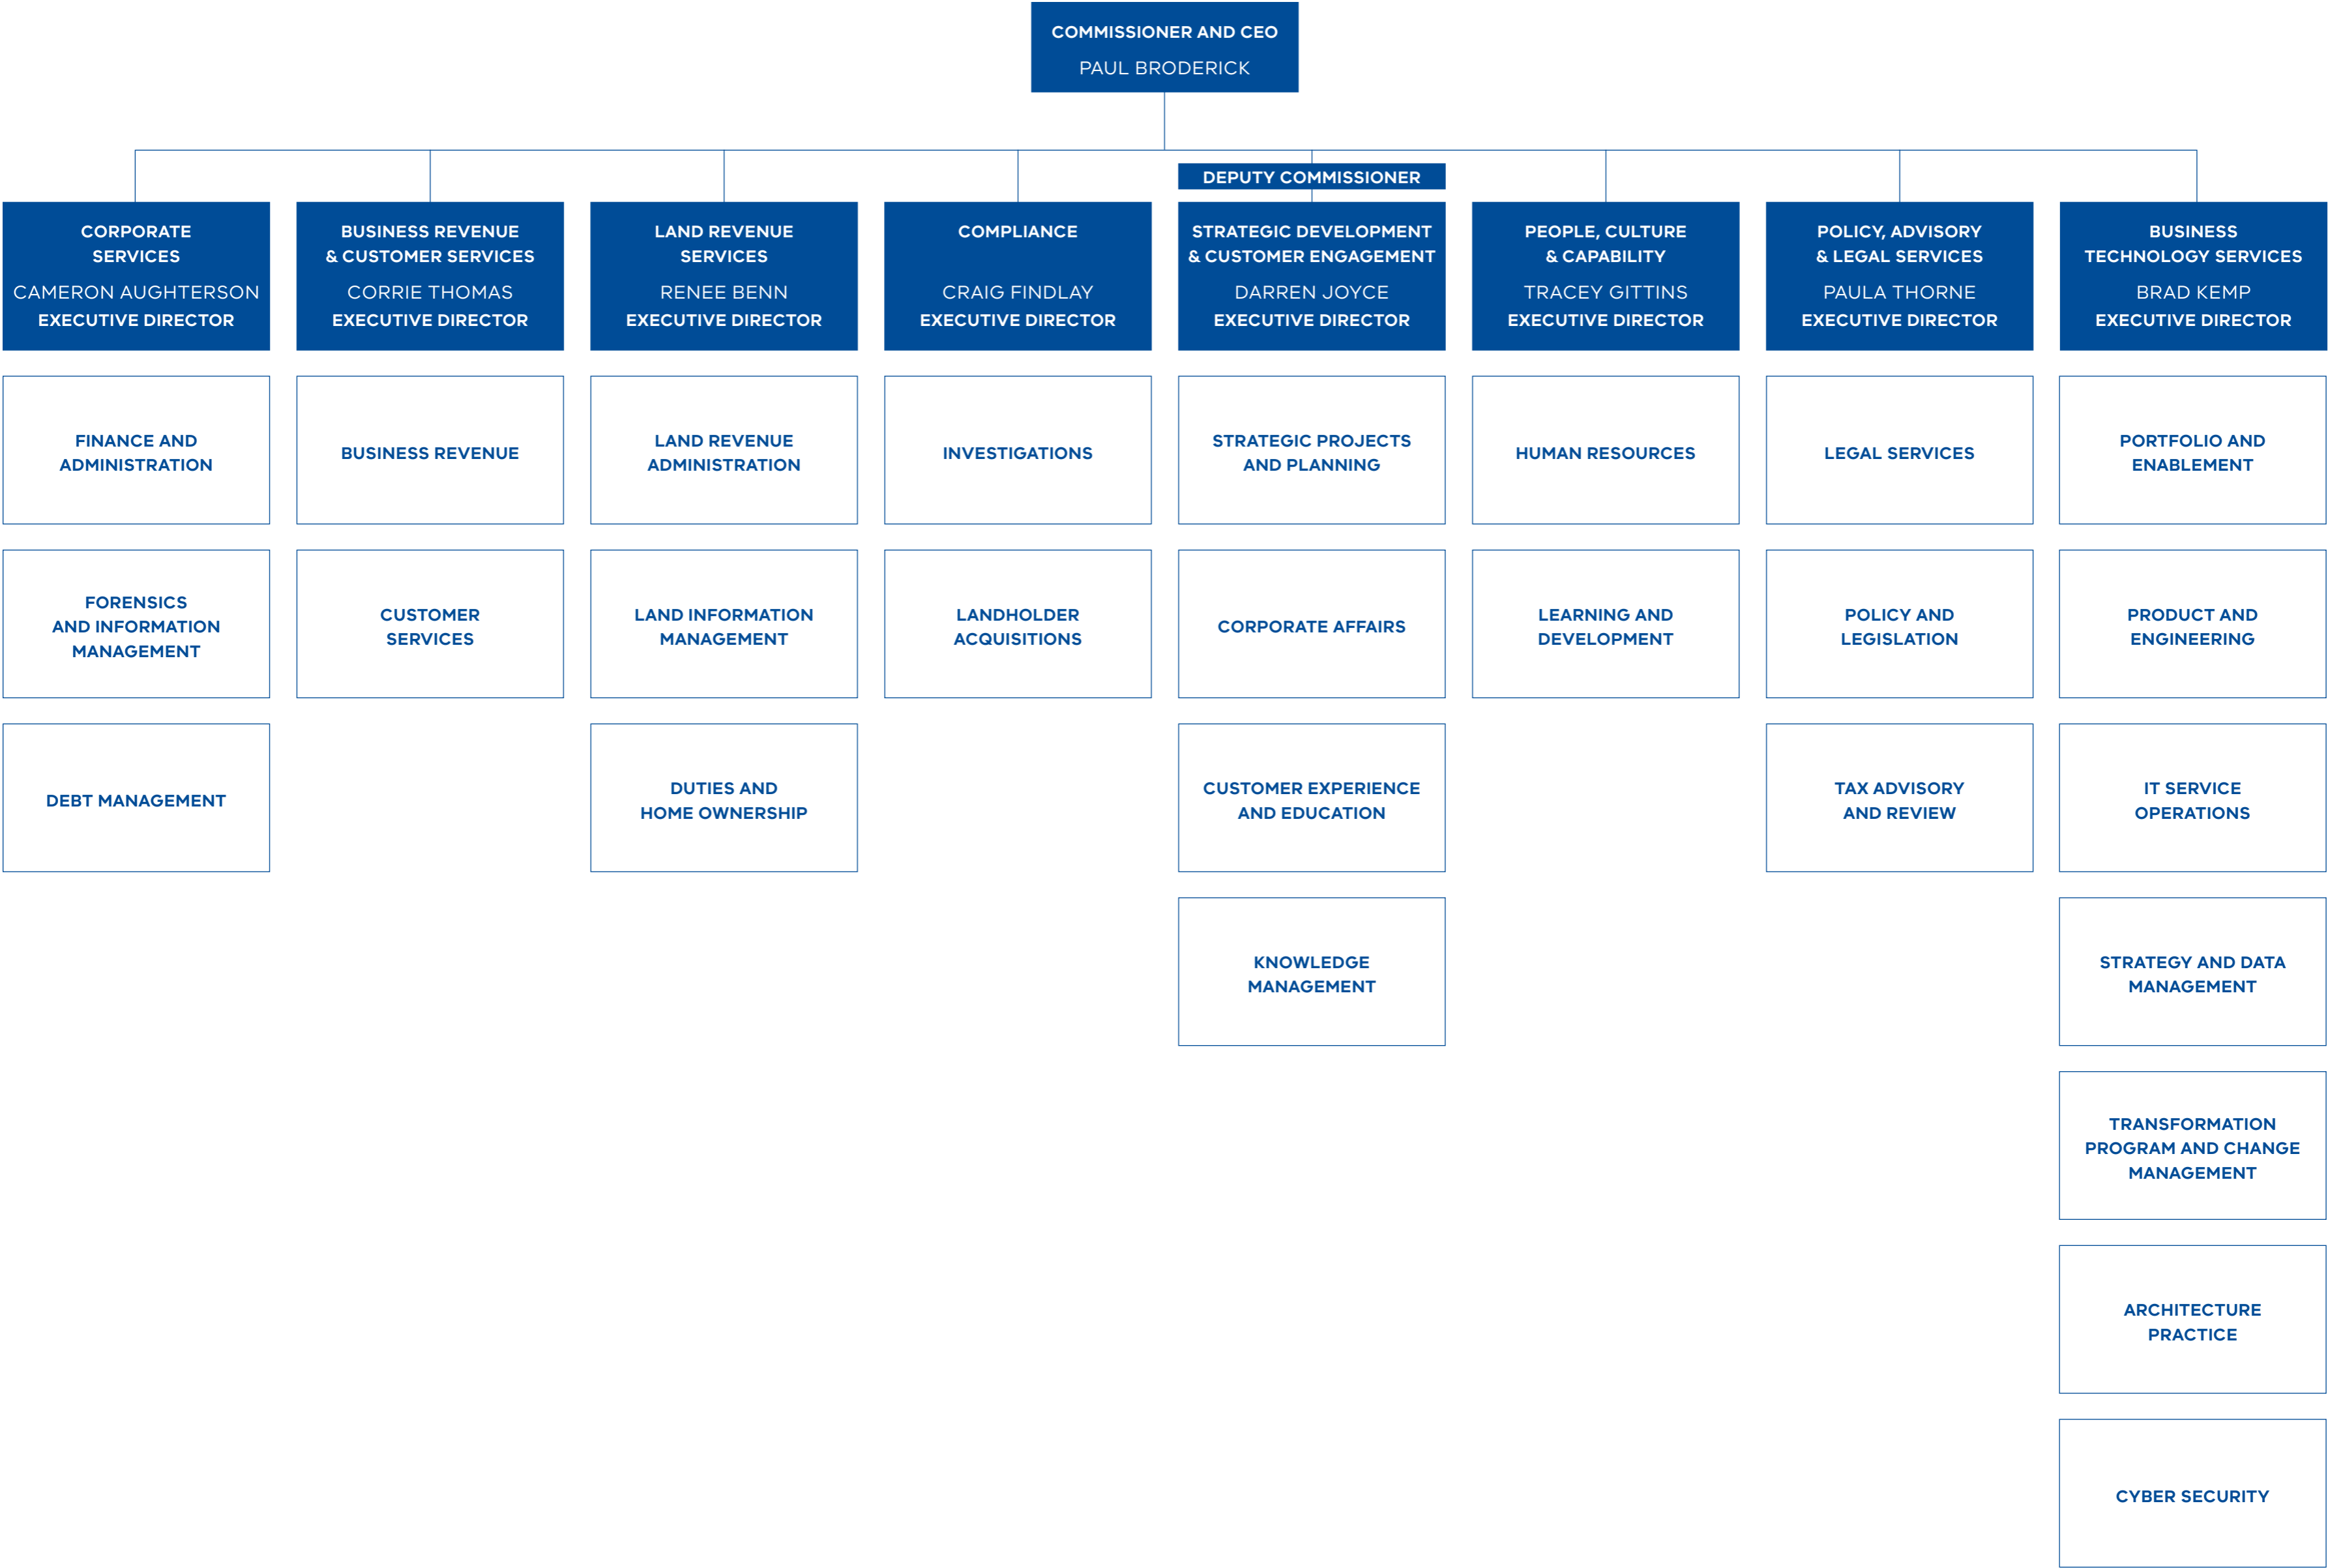 COMMISSIONER AND CEO
PAUL BRODERICK
DEPUTY COMMISSIONER
CORPORATE
SERVICES
CAMERON AUGHTERSON
EXECUTIVE DIRECTOR
BUSINESS REVENUE
& CUSTOMER SERVICES
CORRIE THOMAS
EXECUTIVE DIRECTOR
LAND REVENUE
SERVICES
RENEE BENN
EXECUTIVE DIRECTOR
COMPLIANCE
CRAIG FINDLAY
EXECUTIVE DIRECTOR
STRATEGIC DEVELOPMENT
& CUSTOMER ENGAGEMENT
DARREN JOYCE
EXECUTIVE DIRECTOR
PEOPLE, CULTURE
& CAPABILITY
TRACEY GITTINS
EXECUTIVE DIRECTOR
POLICY, ADVISORY
& LEGAL SERVICES
PAULA THORNE
EXECUTIVE DIRECTOR
BUSINESS
TECHNOLOGY SERVICES
BRAD KEMP
EXECUTIVE DIRECTOR
FINANCE AND
ADMINISTRATION
BUSINESS REVENUE
LAND REVENUE
ADMINISTRATION
INVESTIGATIONS
STRATEGIC PROJECTS
AND PLANNING
HUMAN RESOURCES
LEGAL SERVICES
PORTFOLIO AND
ENABLEMENT
FORENSICS
AND INFORMATION
MANAGEMENT
CUSTOMER
SERVICES
LAND INFORMATION
MANAGEMENT
LANDHOLDER
ACQUISITIONS
CORPORATE AFFAIRS
LEARNING AND
DEVELOPMENT
POLICY AND
LEGISLATION
PRODUCT AND
ENGINEERING
DEBT MANAGEMENT
DUTIES AND
HOME OWNERSHIP
CUSTOMER EXPERIENCE
AND EDUCATION
TAX ADVISORY
AND REVIEW
IT SERVICE
OPERATIONS
KNOWLEDGE
MANAGEMENT
STRATEGY AND DATA
MANAGEMENT
TRANSFORMATION
PROGRAM AND CHANGE
MANAGEMENT
ARCHITECTURE
PRACTICE
CYBER SECURITY